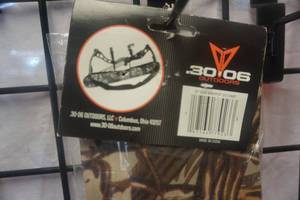 .30-06
OUTDOORS
.30-06 OUTDOORS, LLC • Columbus, Ohio 43207
www.30-06outdoors.com